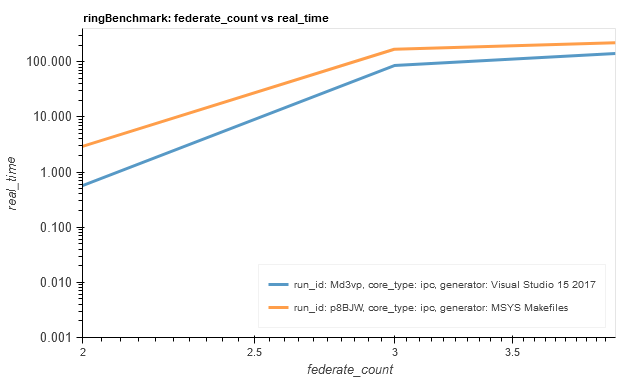 ringBenchmark: federate_count vs real_time
100.000
10.000
1.000
0.100
0.010
0.001
real_time
run_id: Md3vp, core_type: ipc, generator: Visual Studio 15 2017
run_id: p8BJW, core_type: ipc, generator: MSYS Makefiles
2 2.5 3 3.5
federate_count